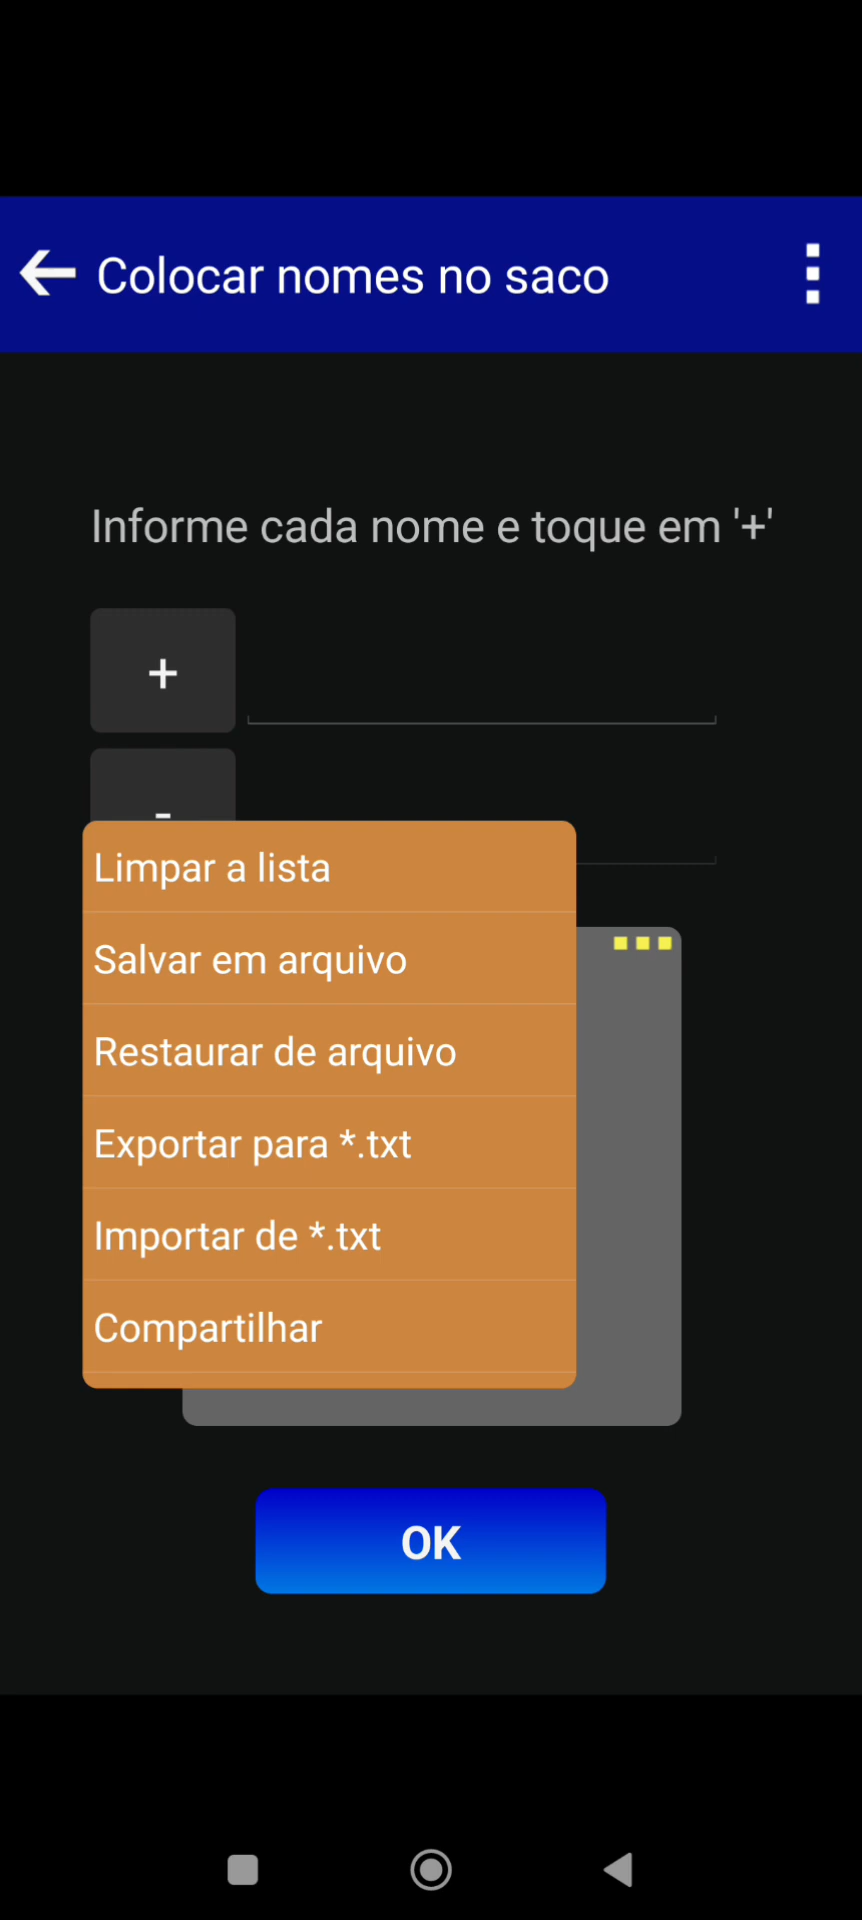 Colocar nomes no saco
Informe cada nome e toque em '+'
+
-
Limpar a lista
Salvar em arquivo
Restaurar de arquivo
Exportar para *.txt
Importar de *.txt
Compartilhar
OK